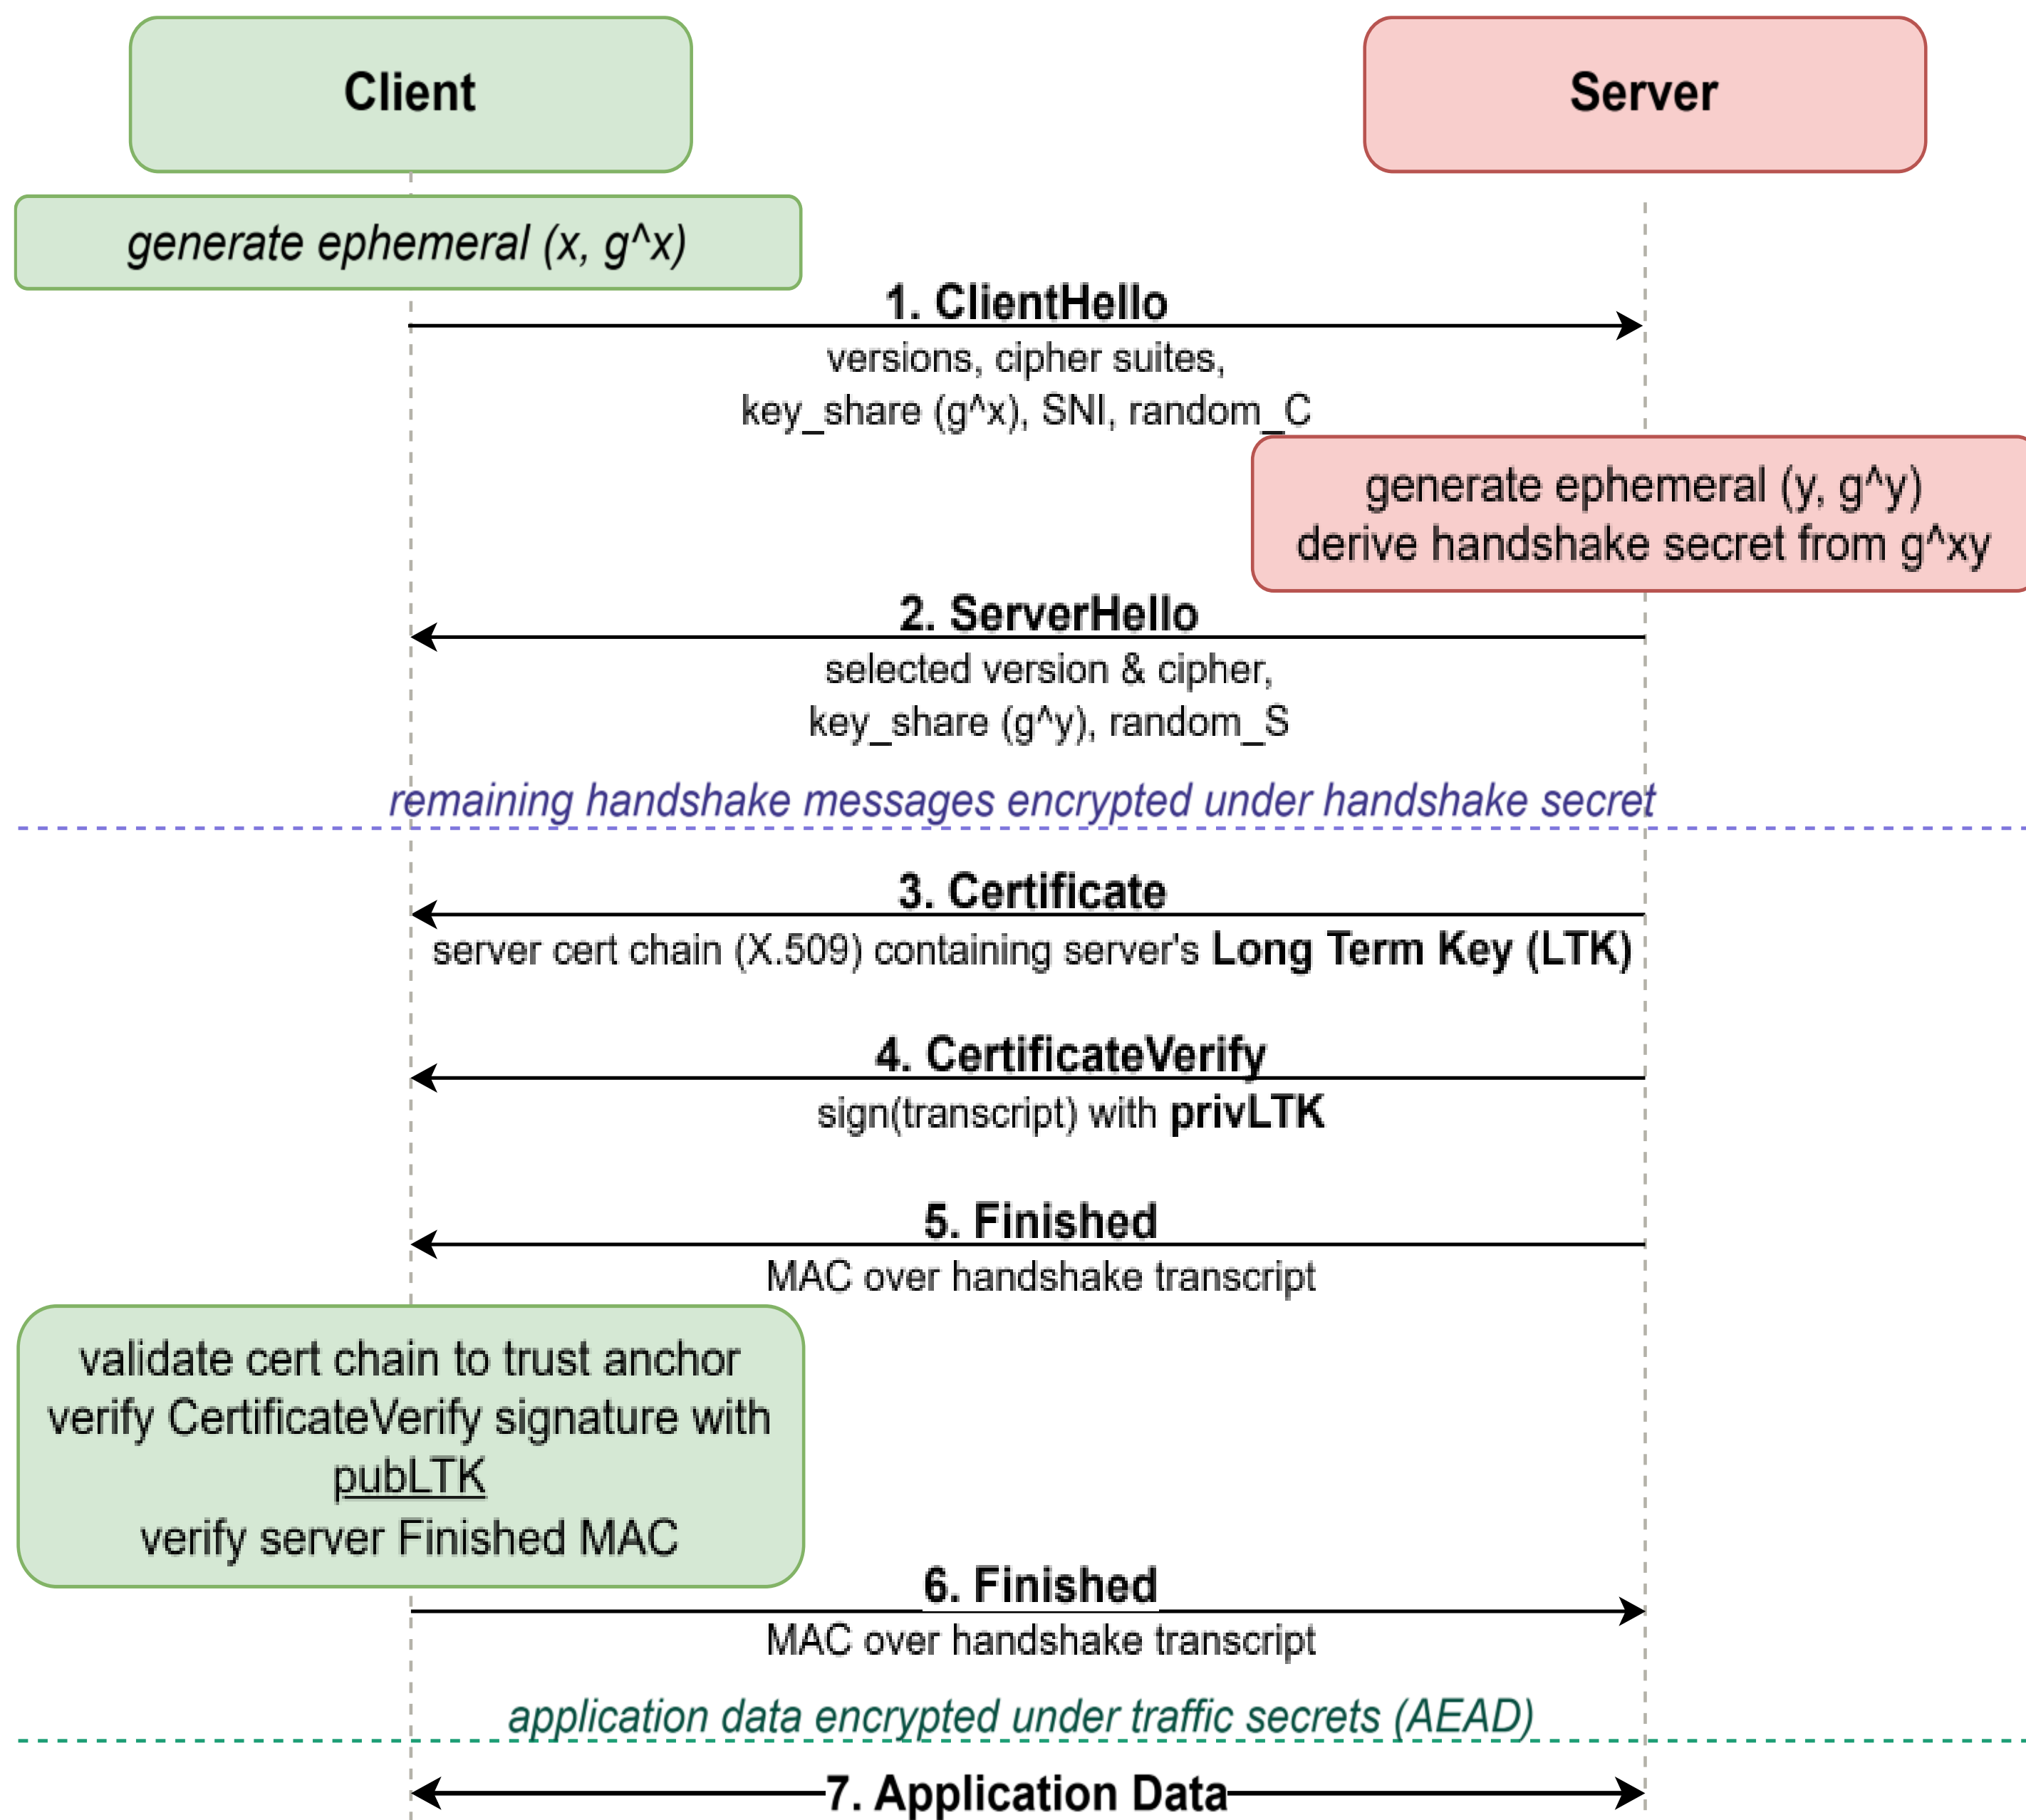 Client
Server
generate ephemeral (x, g^x)
1. ClientHello
versions, cipher suites,
key_share (g^x), SNI, random_C
generate ephemeral (y, g^y)
derive handshake secret from g^xy
2. ServerHello
selected version & cipher,
key_share (g^y), random_S
remaining handshake messages encrypted under handshake secret
3. Certificate
server cert chain (X.509) containing server's Long Term Key (LTK)
4. CertificateVerify
sign(transcript) with privLTK
5. Finished
MAC over handshake transcript
validate cert chain to trust anchor
verify CertificateVerify signature with
pubLTK
verify server Finished MAC
6. Finished
MAC over handshake transcript
application data encrypted under traffic secrets (AEAD)
7. Application Data